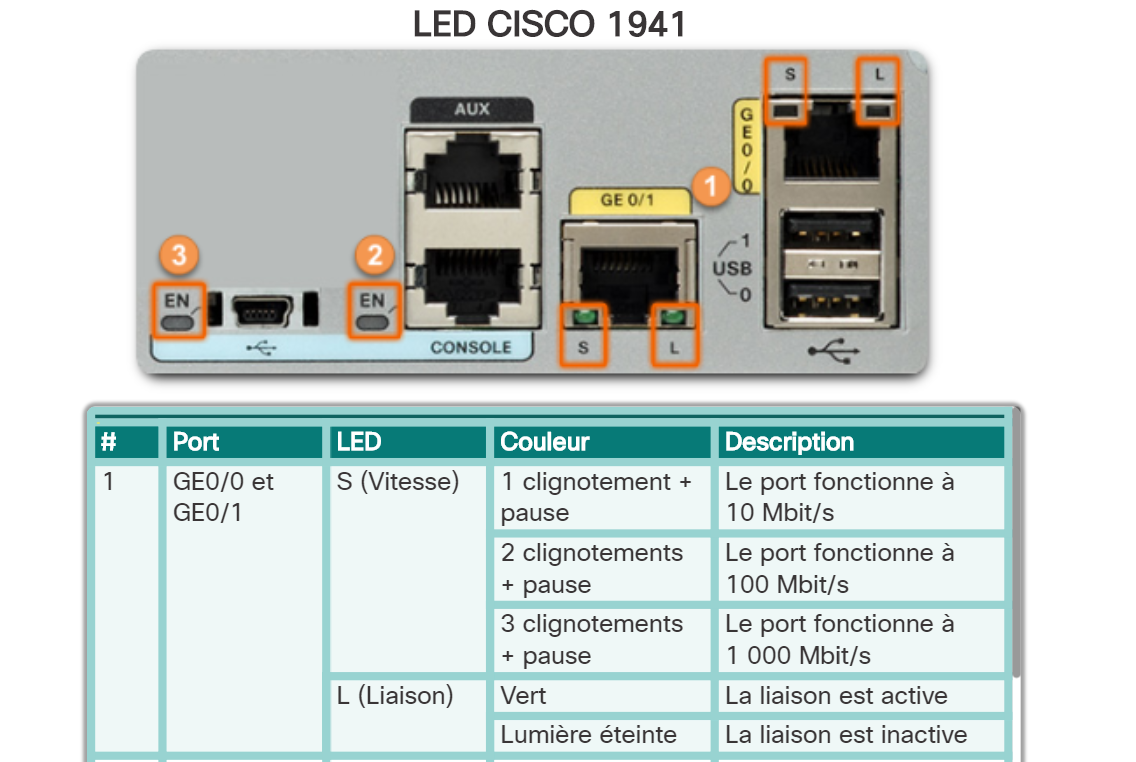 LED CISCO 1941
S L
AUX
GE0/0
1
GE 0/1
3
2
1
EN
EN
USB
0
CONSOLE
S L
# Port LED Couleur Description
1 GE0/0 et S (Vitesse) 1 clignotement + Le port fonctionne à
GE0/1 pause 10 Mbit/s
2 clignotements Le port fonctionne à
+ pause 100 Mbit/s
3 clignotements Le port fonctionne à
+ pause 1 000 Mbit/s
L (Liaison) Vert La liaison est active
Lumière éteinte La liaison est inactive